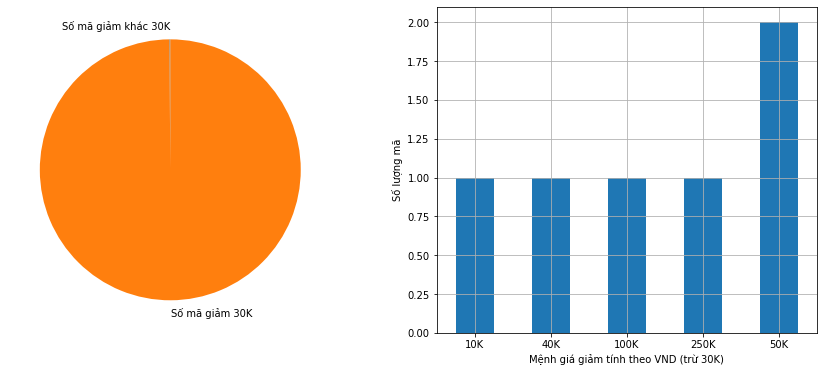 Số mã giảm khác 30K
Số mã giảm 30K
2.00
1.75
1.50
1.25
1.00
0.75
0.50
0.25
0.00
Số lượng mã
10K
40K
100K
250K
50K
Mệnh giá giảm tính theo VND (trừ 30K)